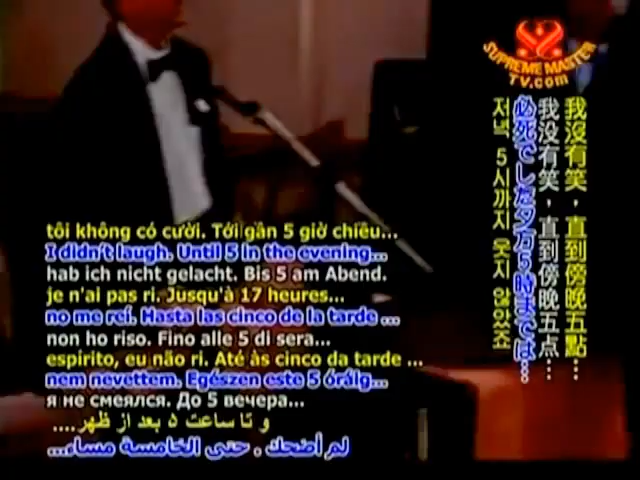 SUPREME MASTER
TV.com
tôi không có cười. Tới gần 5 giờ chiều...
I didn't laugh. Until 5 in the evening...
hab ich nicht gelacht. Bis 5 am Abend.
je n'ai pas ri. Jusqu'à 17 heures...
no me reí. Hasta las cinco de la tarde ...
non ho riso. Fino alle 5 di sera...
espírito, eu não ri. Até às cinco da tarde ...
nem nevettem. Egészen este 5 óráig...
я не смеялся. До 5 вечера...
و تا ساعت ۵ بعد از ظهر....
لم أضحك . حتى الخامسة مساء...
我沒有笑，直到傍晚五點…
我没有笑，直到傍晚五点…
必死でした夕方5時までは…
저녁 5시까지 웃지 않았죠